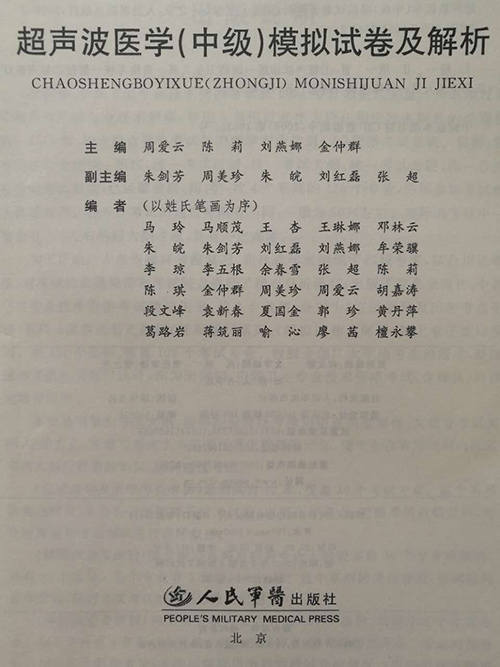 超声波医学(中级)模拟试卷及解析
CHAOSHENGBOYIXUE(ZHONGJI) MONISHIJUAN JI JIEXI
主 编 周爱云 陈 莉 刘燕娜 金仲群
副主编 朱剑芳 周美珍 朱 皖 刘红磊 张 超
编 者 (以姓氏笔画为序)
马 玲 马顺茂 王 杏 王琳娜 邓林云
朱 皖 朱剑芳 刘红磊 刘燕娜 牟荣骥
李 琼 李五根 余春雪 张 超 陈 莉
陈 琪 金仲群 周美珍 周爱云 胡嘉涛
段文峰 袁新春 夏国金 郭 珍 黄丹萍
葛路岩 蒋筑丽 喻 沁 廖 茜 檀永攀
人民军医出版社
PEOPLE'S MILITARY MEDICAL PRESS
北 京